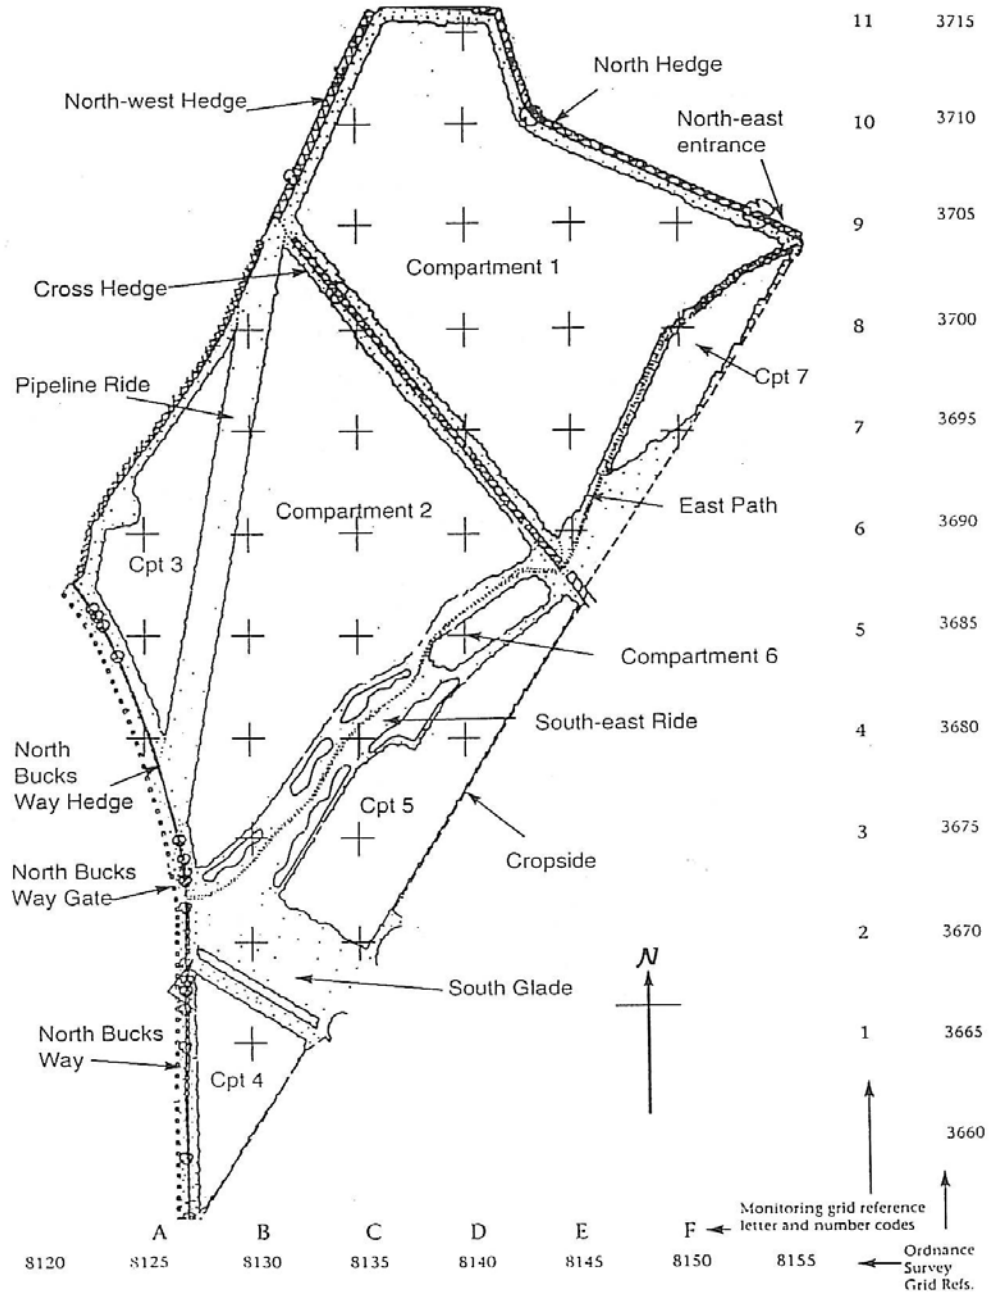 11 3715
North Hedge
North-west Hedge
10 3710
North-east
entrance
9 3705
Compartment 1
Cross Hedge
8 3700
Cpt 7
Pipeline Ride
7 3695
East Path
Compartment 2
6 3690
Cpt 3
5 3685
Compartment 6
South-east Ride
4 3680
North
Bucks
Way Hedge
Cpt 5
3 3675
Cropside
North Bucks
Way Gate
2 3670
N
South Glade
North Bucks
Way
1 3665
Cpt 4
3660
Monitoring grid reference
letter and number codes
A B C D E F
8120 8125 8130 8135 8140 8145 8150 8155
Ordnance
Survey
Grid Refs.